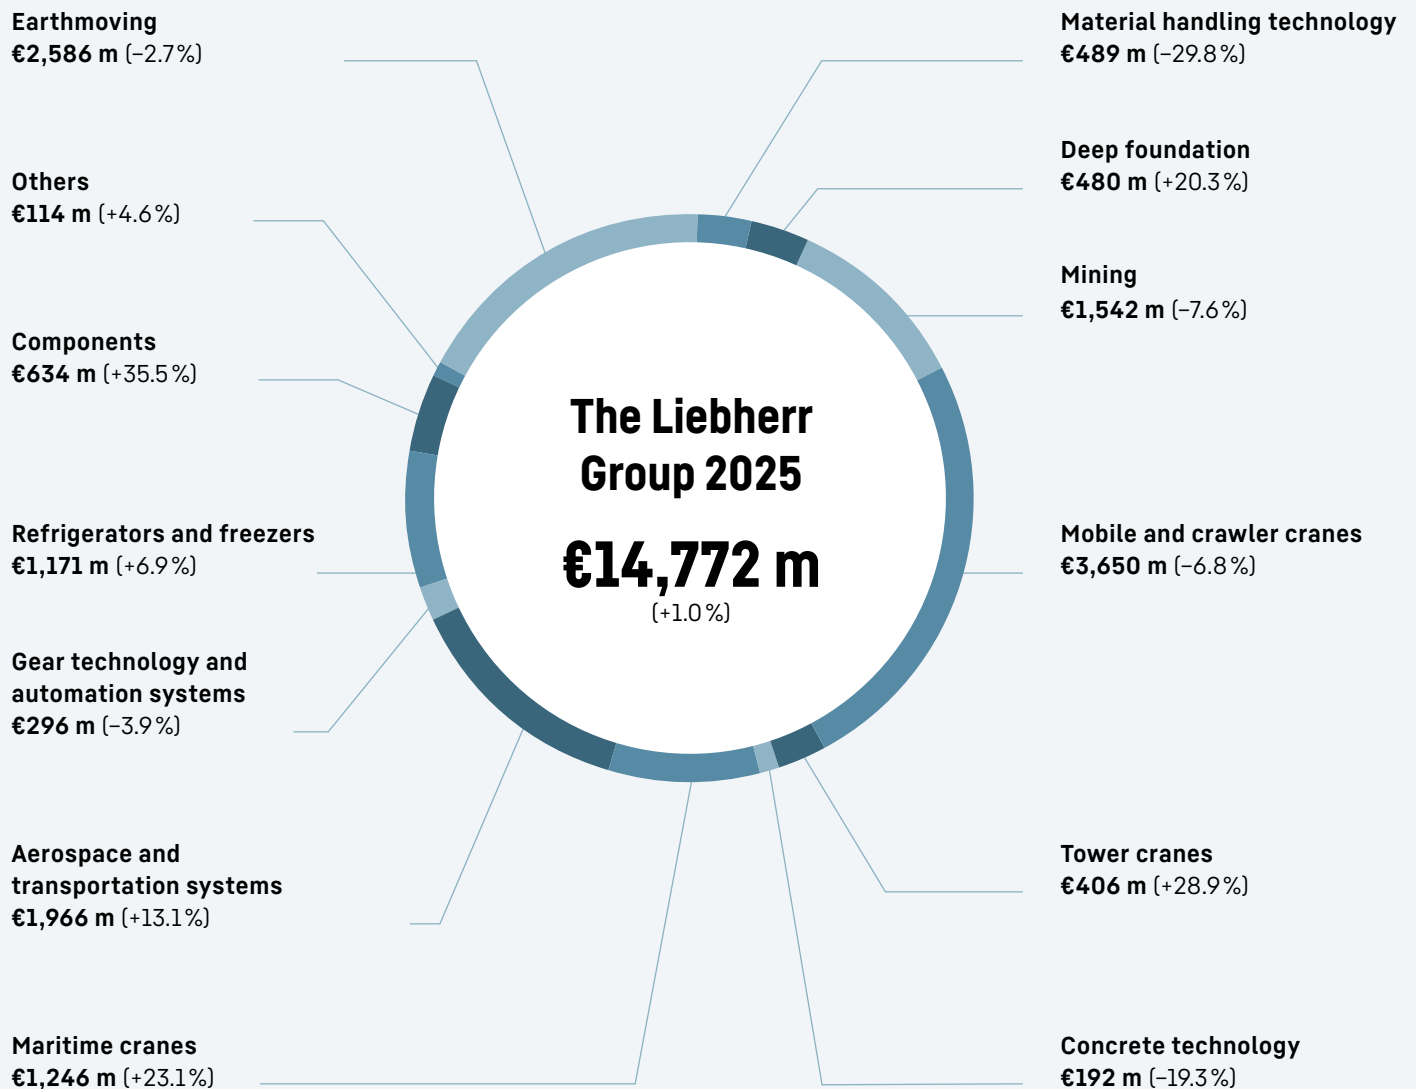 Earthmoving
€2,586 m (–2.7 %)
Others
€114 m (+4.6 %)
Components
€634 m (+35.5 %)
Refrigerators and freezers
€1,171 m (+6.9 %)
Gear technology and
automation systems
€296 m (–3.9 %)
Aerospace and
transportation systems
€1,966 m (+13.1 %)
Maritime cranes
€1,246 m (+23.1 %)
The Liebherr
Group 2025
€14,772 m
(+1.0 %)
Material handling technology
€489 m (–29.8 %)
Deep foundation
€480 m (+20.3 %)
Mining
€1,542 m (–7.6 %)
Mobile and crawler cranes
€3,650 m (–6.8 %)
Tower cranes
€406 m (+28.9 %)
Concrete technology
€192 m (–19.3 %)